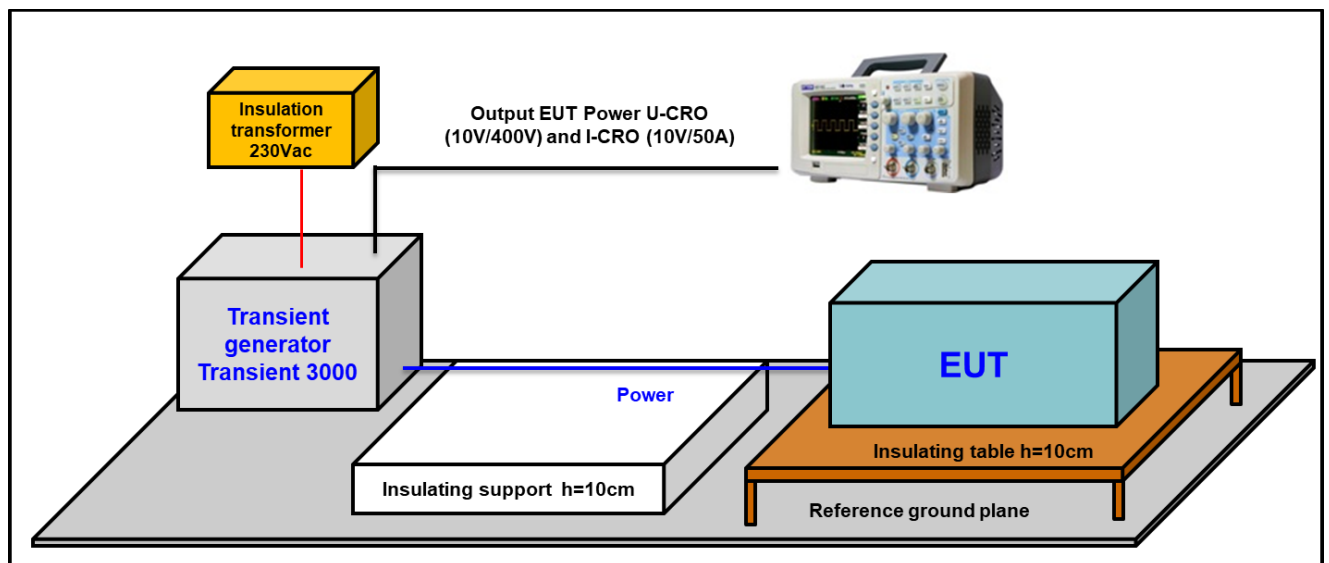 Insulation
transformer
230Vac
Output EUT Power U-CRO
(10V/400V) and I-CRO (10V/50A)
Transient
generator
Transient 3000
Power
EUT
Insulating table h=10cm
Insulating support h=10cm
Reference ground plane